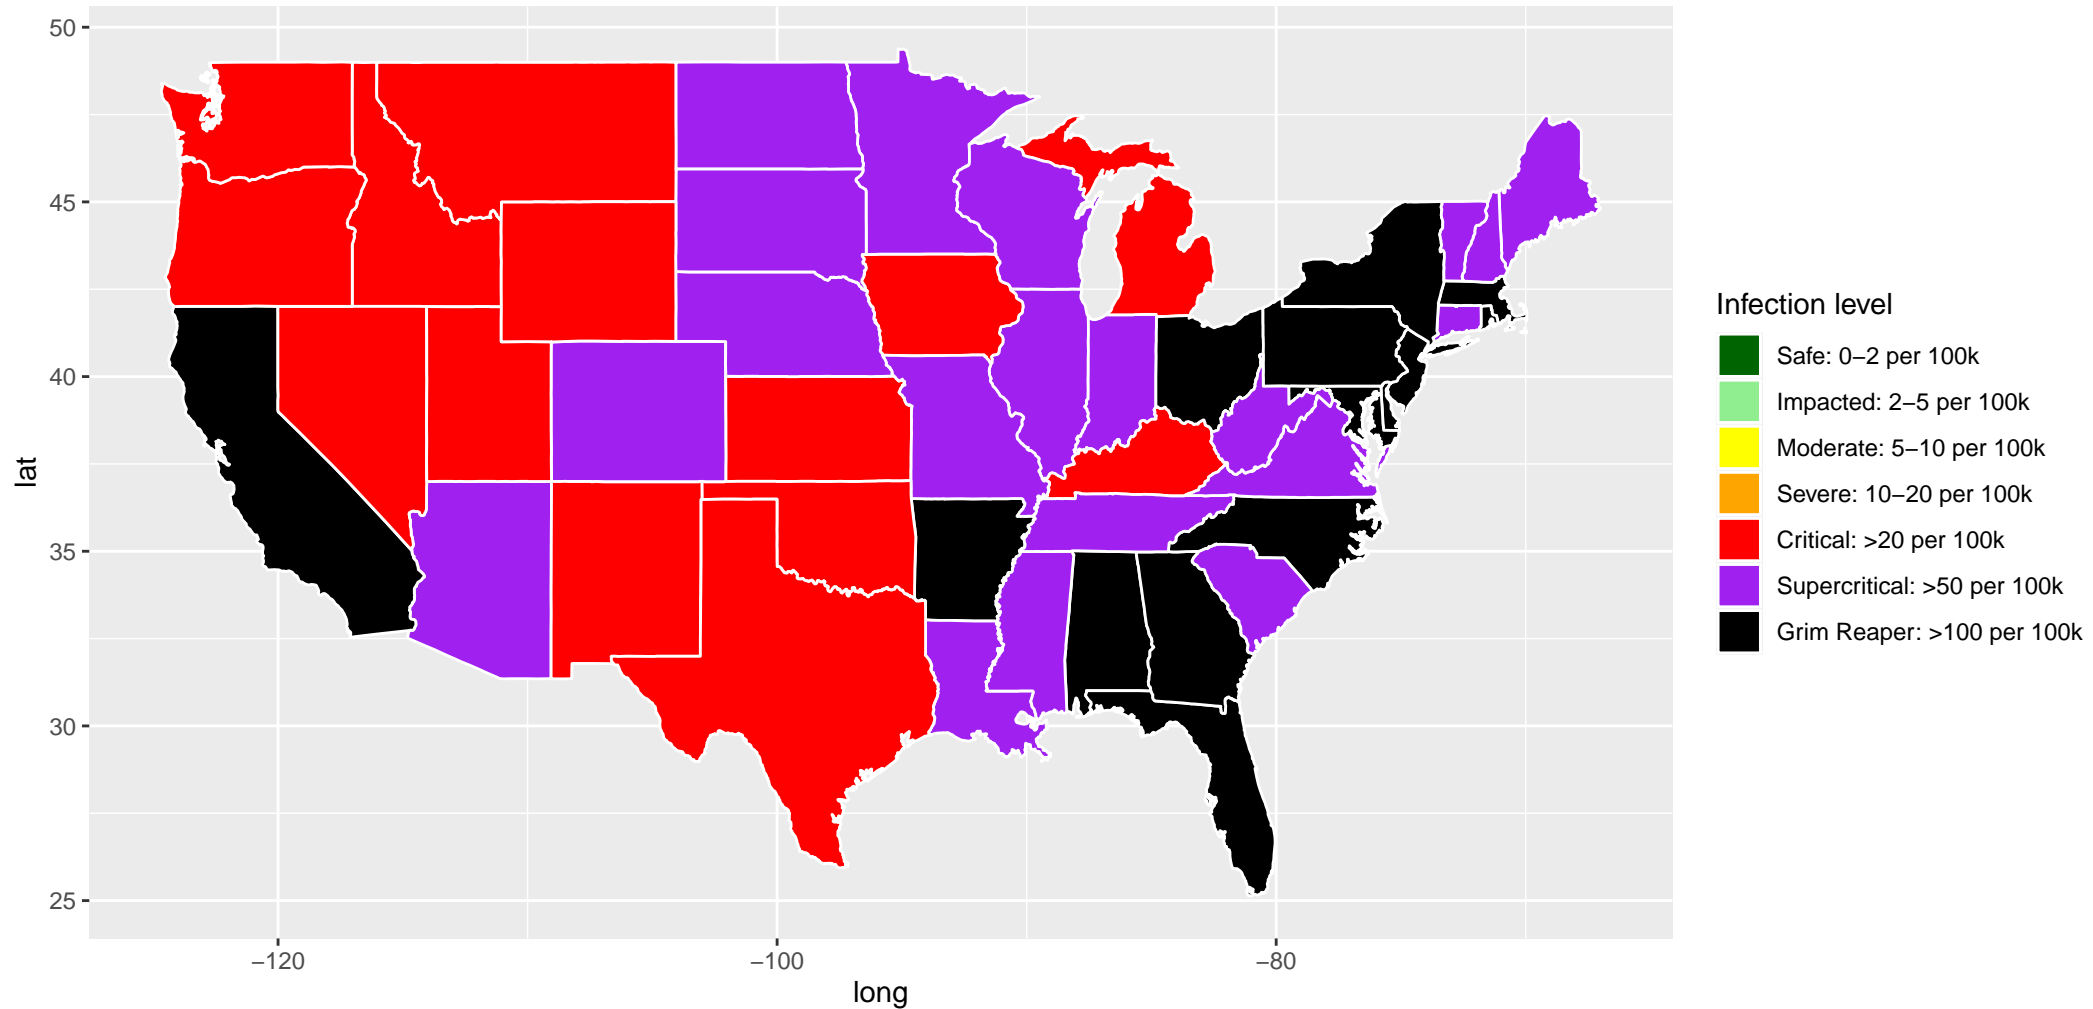 50
45
40
35
30
25
lat
−120
−100
−80
long
Infection level
Safe: 0−2 per 100k
Impacted: 2−5 per 100k
Moderate: 5−10 per 100k
Severe: 10−20 per 100k
Critical: >20 per 100k
Supercritical: >50 per 100k
Grim Reaper: >100 per 100k